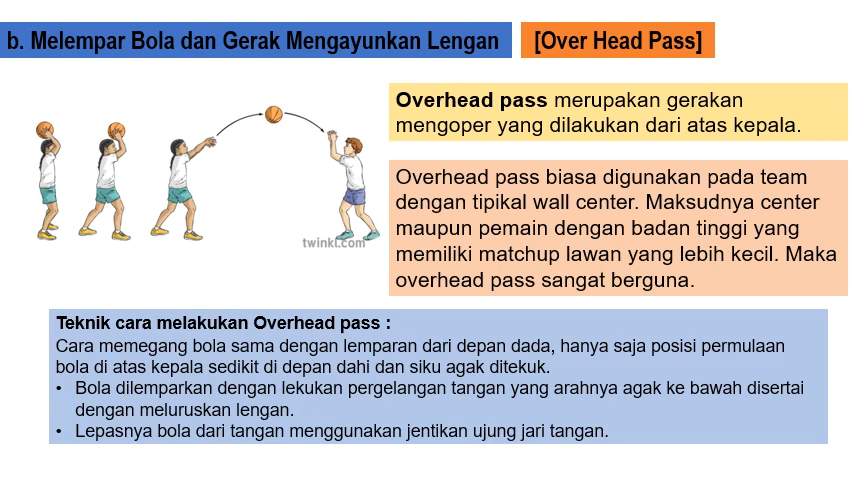 b. Melempar Bola dan Gerak Mengayunkan Lengan
[Over Head Pass]
Overhead pass merupakan gerakan
mengoper yang dilakukan dari atas kepala.
twinkl.com
Overhead pass biasa digunakan pada team
dengan tipikal wall center. Maksudnya center
maupun pemain dengan badan tinggi yang
memiliki matchup lawan yang lebih kecil. Maka
overhead pass sangat berguna.
Teknik cara melakukan Overhead pass :
Cara memegang bola sama dengan lemparan dari depan dada, hanya saja posisi permulaan
bola di atas kepala sedikit di depan dahi dan siku agak ditekuk.
• Bola dilemparkan dengan lekukan pergelangan tangan yang arahnya agak ke bawah disertai
dengan meluruskan lengan.
• Lepasnya bola dari tangan menggunakan jentikan ujung jari tangan.